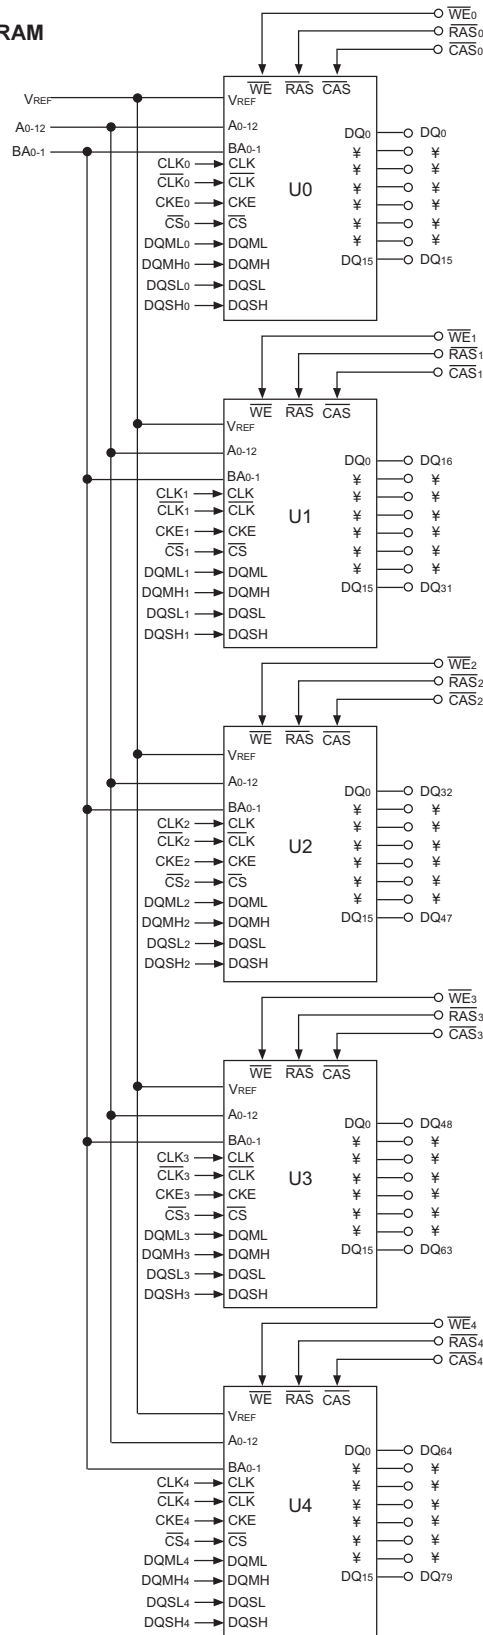 RAM
WE0
RAS0
CAS0
WE RAS CAS
VREF VREF
A0-12 A0-12
BA0-1 BA0-1
CLK0 CLK
CLK0 CLK
CKE0 CKE
CS0 CS
DQML0 DQML
DQMH0 DQMH
DQSL0 DQSL
DQSH0 DQSH
U0
DQ0 DQ0
¥ ¥
¥ ¥
¥ ¥
¥ ¥
¥ ¥
¥ ¥
DQ15 DQ15
WE1
RAS1
CAS1
WE RAS CAS
VREF
A0-12
BA0-1
CLK1 CLK
CLK1 CLK
CKE1 CKE
CS1 CS
DQML1 DQML
DQMH1 DQMH
DQSL1 DQSL
DQSH1 DQSH
U1
DQ0 DQ16
¥ ¥
¥ ¥
¥ ¥
¥ ¥
¥ ¥
¥ ¥
DQ15 DQ31
WE2
RAS2
CAS2
WE RAS CAS
VREF
A0-12
BA0-1
CLK2 CLK
CLK2 CLK
CKE2 CKE
CS2 CS
DQML2 DQML
DQMH2 DQMH
DQSL2 DQSL
DQSH2 DQSH
U2
DQ0 DQ32
¥ ¥
¥ ¥
¥ ¥
¥ ¥
¥ ¥
¥ ¥
DQ15 DQ47
WE3
RAS3
CAS3
WE RAS CAS
VREF
A0-12
BA0-1
CLK3 CLK
CLK3 CLK
CKE3 CKE
CS3 CS
DQML3 DQML
DQMH3 DQMH
DQSL3 DQSL
DQSH3 DQSH
U3
DQ0 DQ48
¥ ¥
¥ ¥
¥ ¥
¥ ¥
¥ ¥
¥ ¥
DQ15 DQ63
WE4
RAS4
CAS4
WE RAS CAS
VREF
A0-12
BA0-1
CLK4 CLK
CLK4 CLK
CKE4 CKE
CS4 CS
DQML4 DQML
DQMH4 DQMH
DQSL4 DQSL
DQSH4 DQSH
U4
DQ0 DQ64
¥ ¥
¥ ¥
¥ ¥
¥ ¥
¥ ¥
¥ ¥
DQ15 DQ79